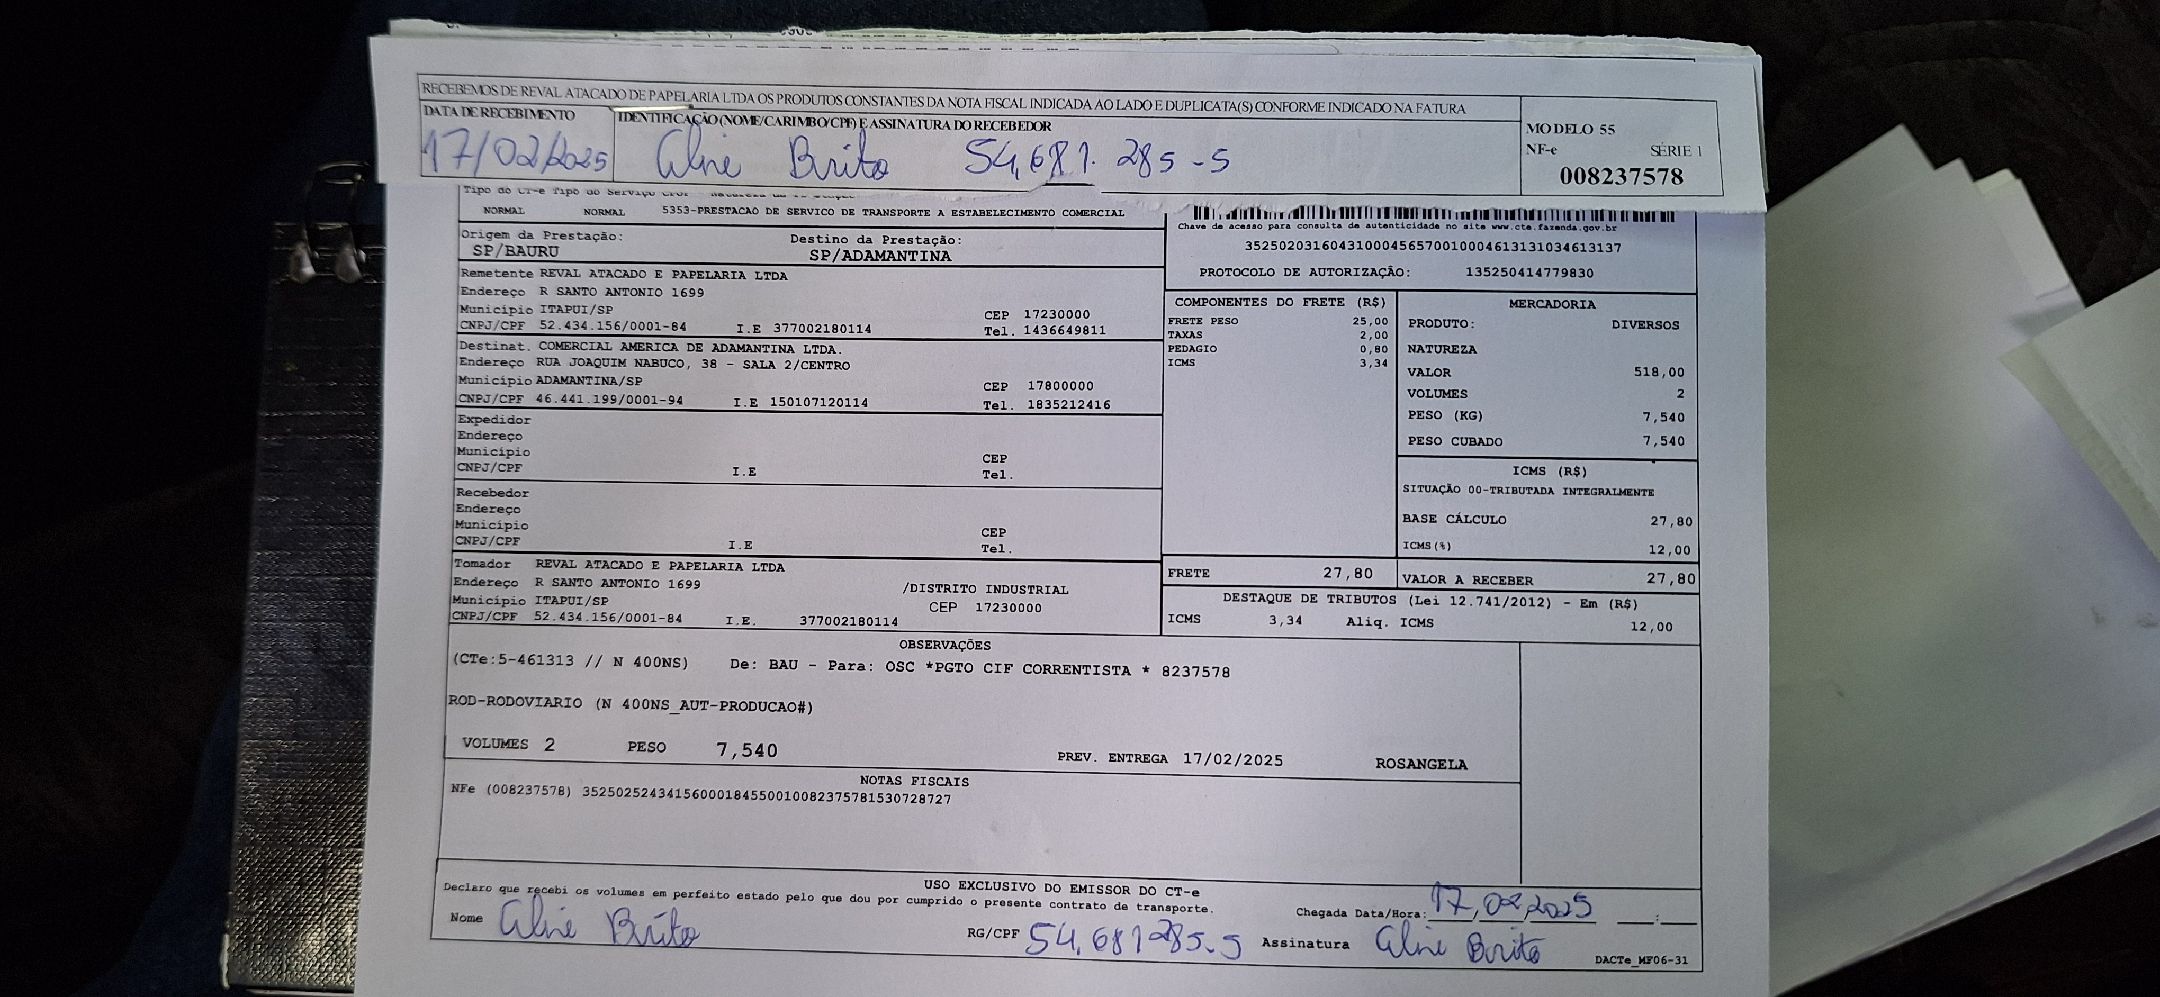 RECEBEMOS DE REVAL ATACADO DE PAPELARIA LTDA OS PRODUTOS CONSTANTES DA NOTA FISCAL INDICADA AO LADO E DUPLICATA(S) CONFORME INDICADO NA FATURA
DATA DE RECEBIMENTO IDENTIFICAÇÃO (NOME/CARIMBO/CPF) E ASSINATURA DO RECEBEDOR
17/02/2025 Aline Brito 54.681.285-5
MODELO 55
NF-e SÉRIE 1
008237578
Tipo do CT-e Tipo do Serviço
NORMAL NORMAL 5353-PRESTACAO DE SERVICO DE TRANSPORTE A ESTABELECIMENTO COMERCIAL
Origem da Prestação: Destino da Prestação:
SP/BAURU SP/ADAMANTINA
Chave de acesso para consulta de autenticidade no site www.cte.fazenda.gov.br
35250203160431000456570010004613131034613137
PROTOCOLO DE AUTORIZAÇÃO: 135250414779830
Remetente REVAL ATACADO E PAPELARIA LTDA
Endereço R SANTO ANTONIO 1699
Município ITAPUI/SP CEP 17230000
CNPJ/CPF 52.434.156/0001-84 I.E 377002180114 Tel. 1436649811
Destinat. COMERCIAL AMERICA DE ADAMANTINA LTDA.
Endereço RUA JOAQUIM NABUCO, 38 - SALA 2/CENTRO
Município ADAMANTINA/SP CEP 17800000
CNPJ/CPF 46.441.199/0001-94 I.E 150107120114 Tel. 1835212416
Expedidor
Endereço
Município CEP
CNPJ/CPF I.E Tel.
Recebedor
Endereço
Município CEP
CNPJ/CPF I.E Tel.
Tomador REVAL ATACADO E PAPELARIA LTDA
Endereço R SANTO ANTONIO 1699 /DISTRITO INDUSTRIAL
Município ITAPUI/SP CEP 17230000
CNPJ/CPF 52.434.156/0001-84 I.E. 377002180114
COMPONENTES DO FRETE (R$)
FRETE PESO 25,00
TAXAS 2,00
PEDAGIO 0,80
ICMS 3,34
MERCADORIA
PRODUTO: DIVERSOS
NATUREZA
VALOR 518,00
VOLUMES 2
PESO (KG) 7,540
PESO CUBADO 7,540
ICMS (R$)
SITUAÇÃO 00-TRIBUTADA INTEGRALMENTE
BASE CÁLCULO 27,80
ICMS(%) 12,00
FRETE 27,80 VALOR A RECEBER 27,80
DESTAQUE DE TRIBUTOS (Lei 12.741/2012) - Em (R$)
ICMS 3,34 Aliq. ICMS 12,00
OBSERVAÇÕES
(CTe:5-461313 // N 400NS) De: BAU - Para: OSC *PGTO CIF CORRENTISTA * 8237578
ROD-RODOVIARIO (N 400NS_AUT-PRODUCAO#)
VOLUMES 2 PESO 7,540 PREV. ENTREGA 17/02/2025 ROSANGELA
NOTAS FISCAIS
NFe (008237578) 35250252434156000184550010082375781530728727
USO EXCLUSIVO DO EMISSOR DO CT-e
Declaro que recebi os volumes em perfeito estado pelo que dou por cumprido o presente contrato de transporte.
Chegada Data/Hora: 17,02,2025 __:__
Nome Aline Brito RG/CPF 54.681285-5 Assinatura Aline Brito
DACTe_MF06-31